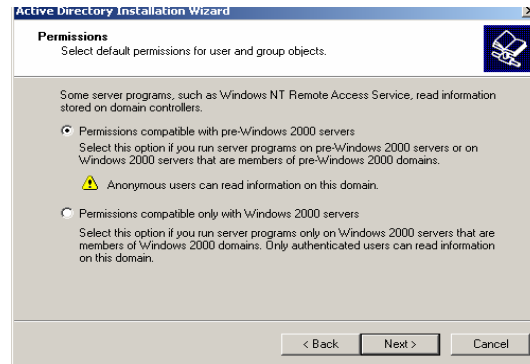 Active Directory Installation Wizard
Permissions
Select default permissions for user and group objects.
Some server programs, such as Windows NT Remote Access Service, read information
stored on domain controllers.
Permissions compatible with pre-Windows 2000 servers
Select this option if you run server programs on pre-Windows 2000 servers or on
Windows 2000 servers that are members of pre-Windows 2000 domains.
Anonymous users can read information on this domain.
Permissions compatible only with Windows 2000 servers
Select this option if you run server programs only on Windows 2000 servers that are
members of Windows 2000 domains. Only authenticated users can read information
on this domain.
< Back
Next >
Cancel